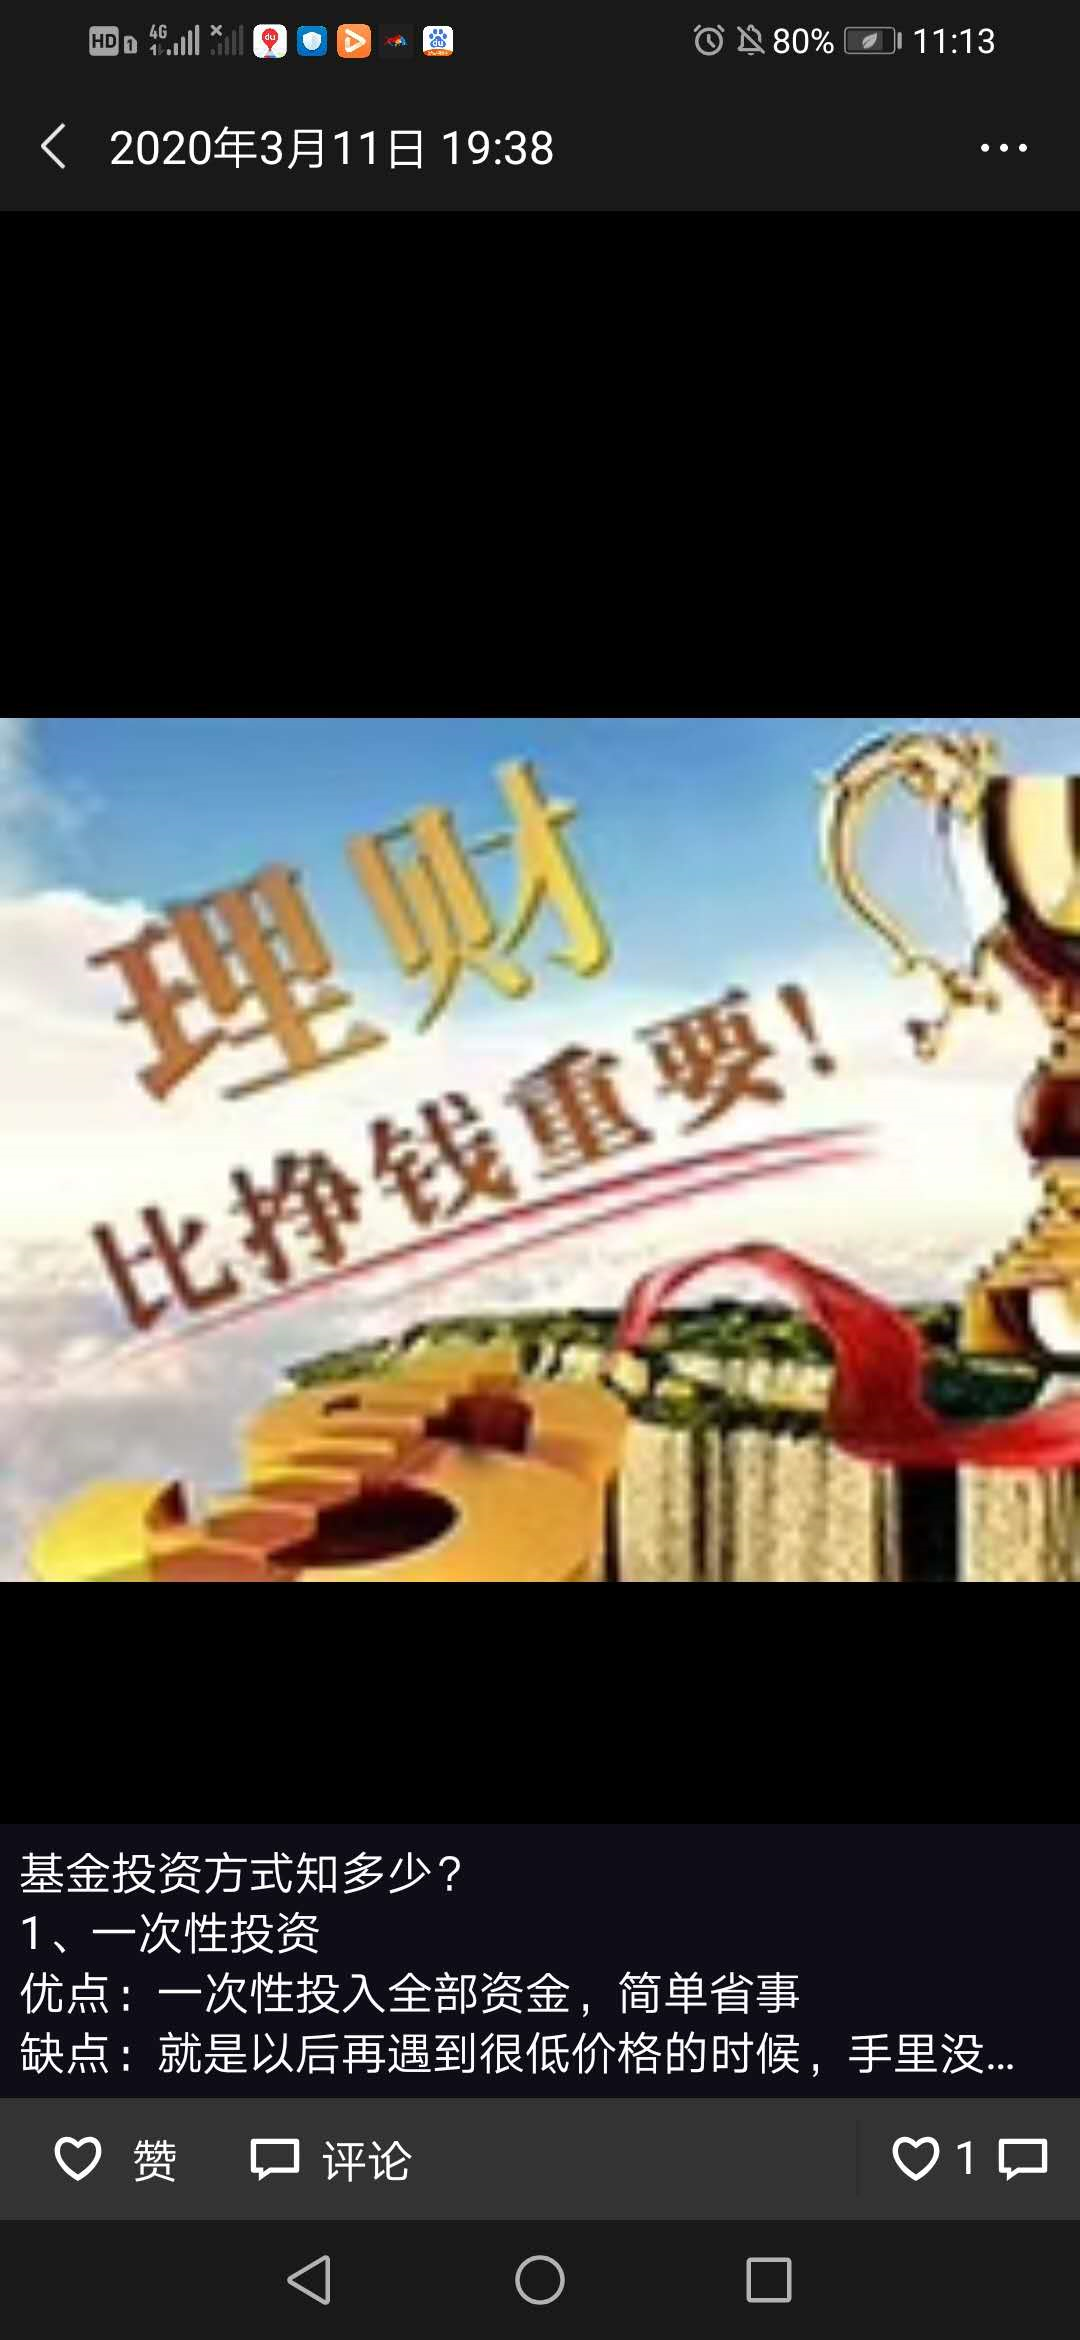 HD 1 4G 80% 11:13
2020年3月11日 19:38
理财
比挣钱重要!
基金投资方式知多少?
1、一次性投资
优点: 一次性投入全部资金, 简单省事
缺点: 就是以后再遇到很低价格的时候, 手里没...
赞 评论 1